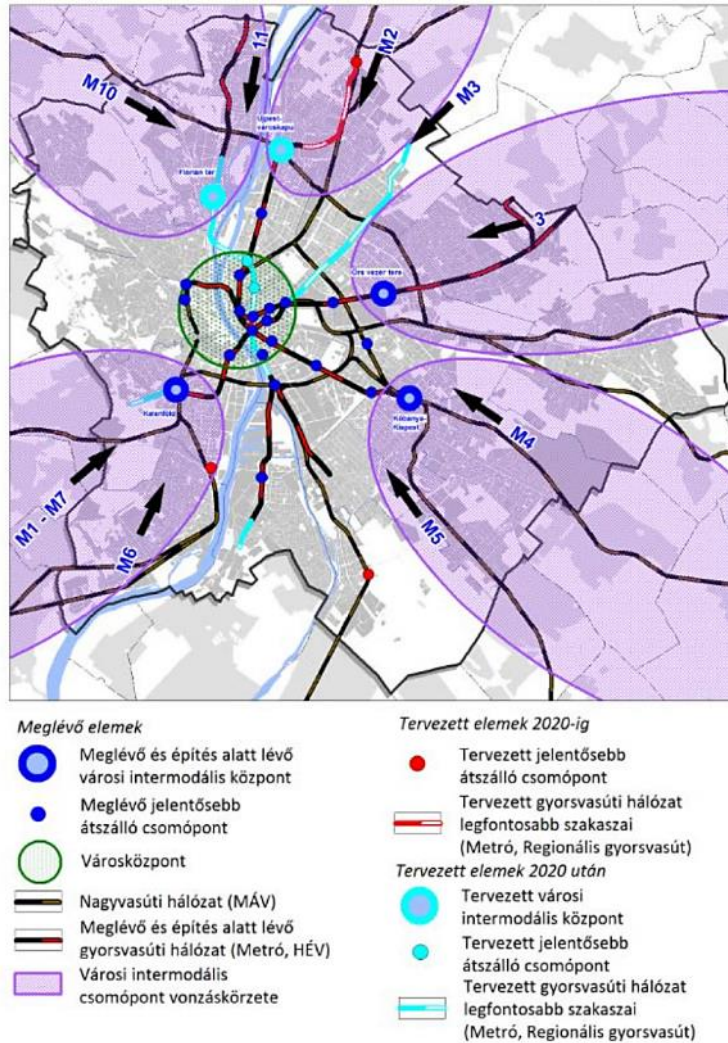 M10
11
M2
M3
Újpest-
városkapu
Flórián tér
3
Örs vezér tere
Kelenföld
Kőbánya-
Kispest
M4
M5
M1 - M7
M6
Meglévő elemek
Meglévő és építés alatt lévő
városi intermodális központ
Meglévő jelentősebb
átszálló csomópont
Városközpont
Nagyvasúti hálózat (MÁV)
Meglévő és építés alatt lévő
gyorsvasúti hálózat (Metró, HÉV)
Városi intermodális
csomópont vonzáskörzete
Tervezett elemek 2020-ig
Tervezett jelentősebb
átszálló csomópont
Tervezett gyorsvasúti hálózat
legfontosabb szakaszai
(Metró, Regionális gyorsvasút)
Tervezett elemek 2020 után
Tervezett városi
intermodális központ
Tervezett jelentősebb
átszálló csomópont
Tervezett gyorsvasúti hálózat
legfontosabb szakaszai
(Metró, Regionális gyorsvasút)